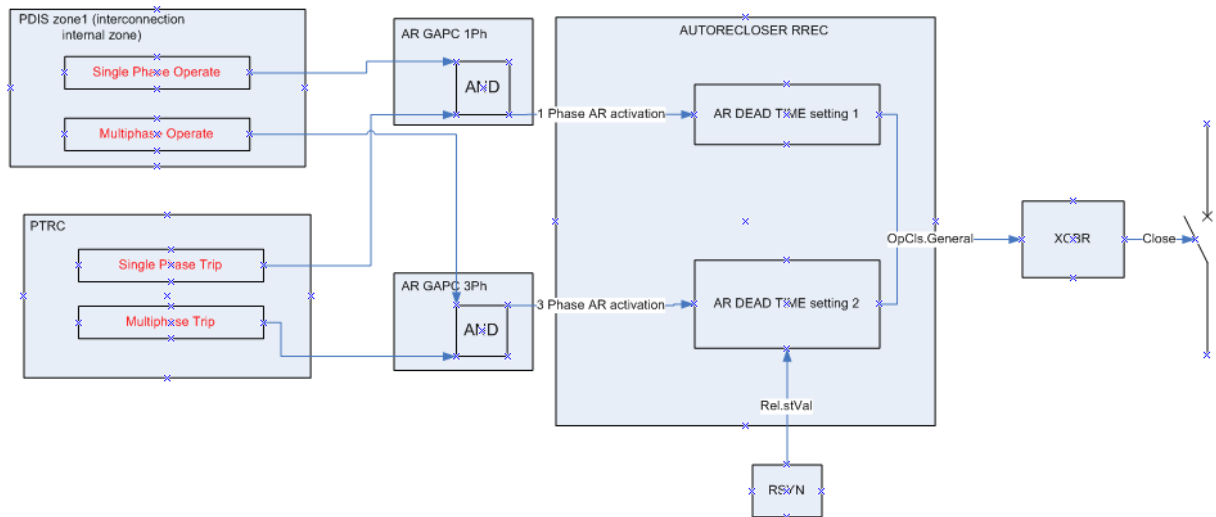 PDIS zone1 (interconnection
internal zone)
Single Phase Operate
Multiphase Operate
PTRC
Single Phase Trip
Multiphase Trip
AR GAPC 1Ph
AND
AR GAPC 3Ph
AND
1 Phase AR activation
3 Phase AR activation
AUTORECLOSER RREC
AR DEAD TIME setting 1
AR DEAD TIME setting 2
Rel.stVal
RSYN
OpCls.General
XCBR
Close